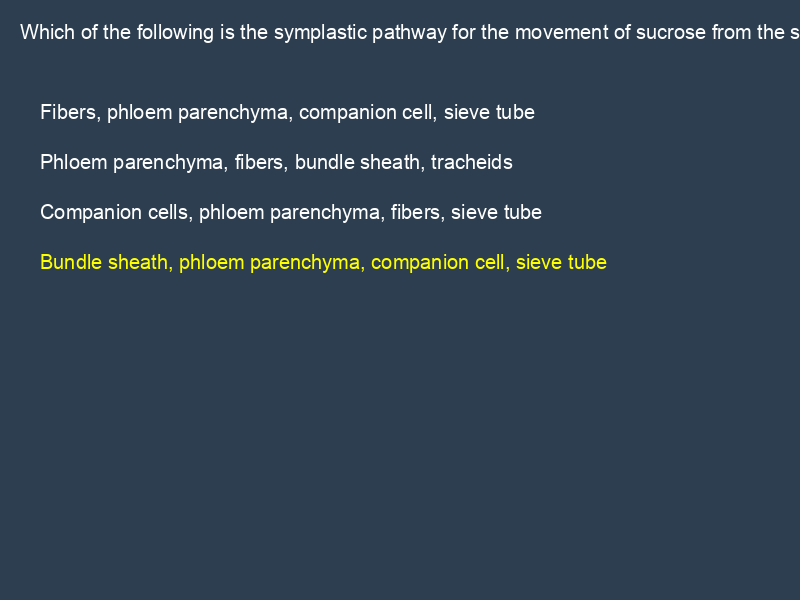 Which of the following is the symplastic pathway for the movement of sucrose from the s
Fibers, phloem parenchyma, companion cell, sieve tube
Phloem parenchyma, fibers, bundle sheath, tracheids
Companion cells, phloem parenchyma, fibers, sieve tube
Bundle sheath, phloem parenchyma, companion cell, sieve tube